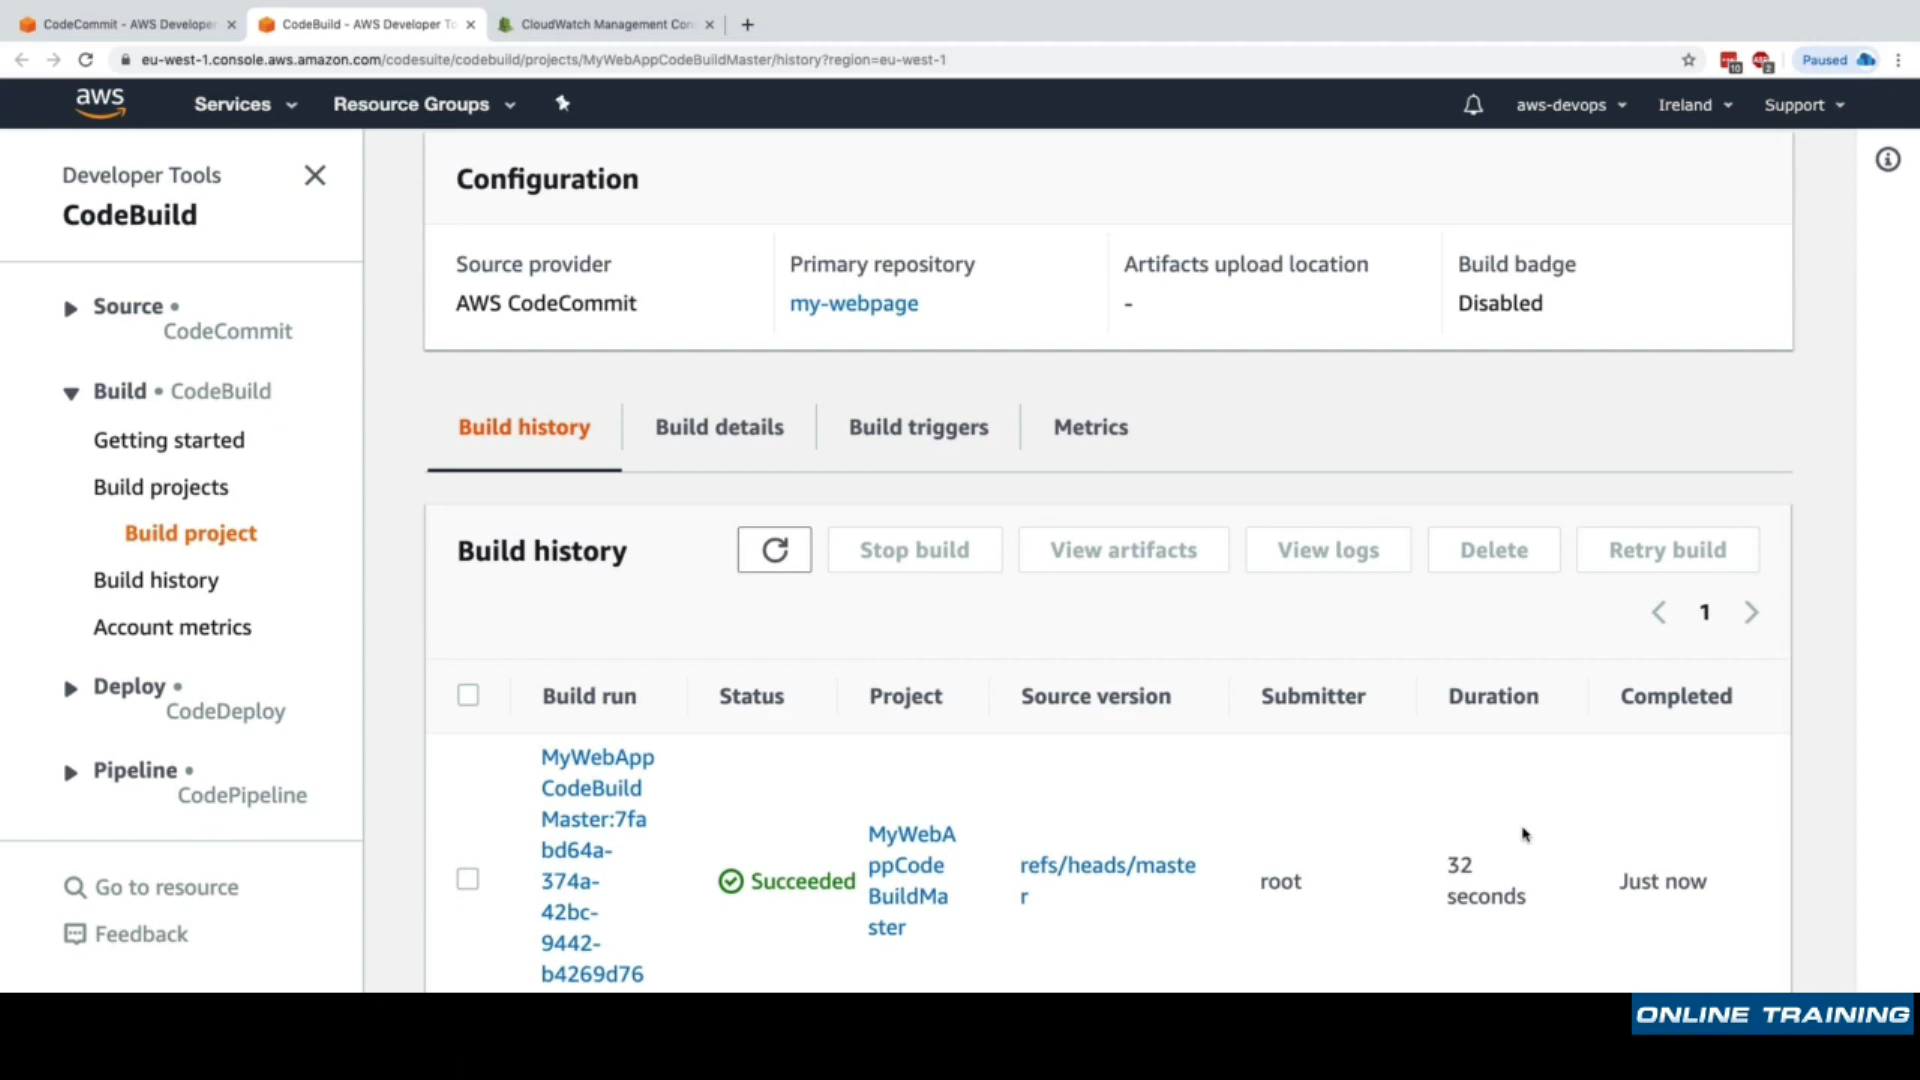 CodeCommit - AWS Developer
CodeBuild - AWS Developer To
CloudWatch Management Con
eu-west-1.console.aws.amazon.com/codesuite/codebuild/projects/MyWebAppCodeBuildMaster/history?region=eu-west-1
10
2
Paused
aws
Services
Resource Groups
aws-devops
Ireland
Support
Developer Tools
CodeBuild
Source •
CodeCommit
Build • CodeBuild
Getting started
Build projects
Build project
Build history
Account metrics
Deploy •
CodeDeploy
Pipeline •
CodePipeline
Go to resource
Feedback
Configuration
Source provider
AWS CodeCommit
Primary repository
my-webpage
Artifacts upload location
-
Build badge
Disabled
Build history
Build details
Build triggers
Metrics
Build history
Stop build
View artifacts
View logs
Delete
Retry build
1
Build run
Status
Project
Source version
Submitter
Duration
Completed
MyWebApp
CodeBuild
Master:7fa
bd64a-
374a-
42bc-
9442-
b4269d76
Succeeded
MyWebA
ppCode
BuildMa
ster
refs/heads/maste
r
root
32
seconds
Just now
ONLINE TRAINING